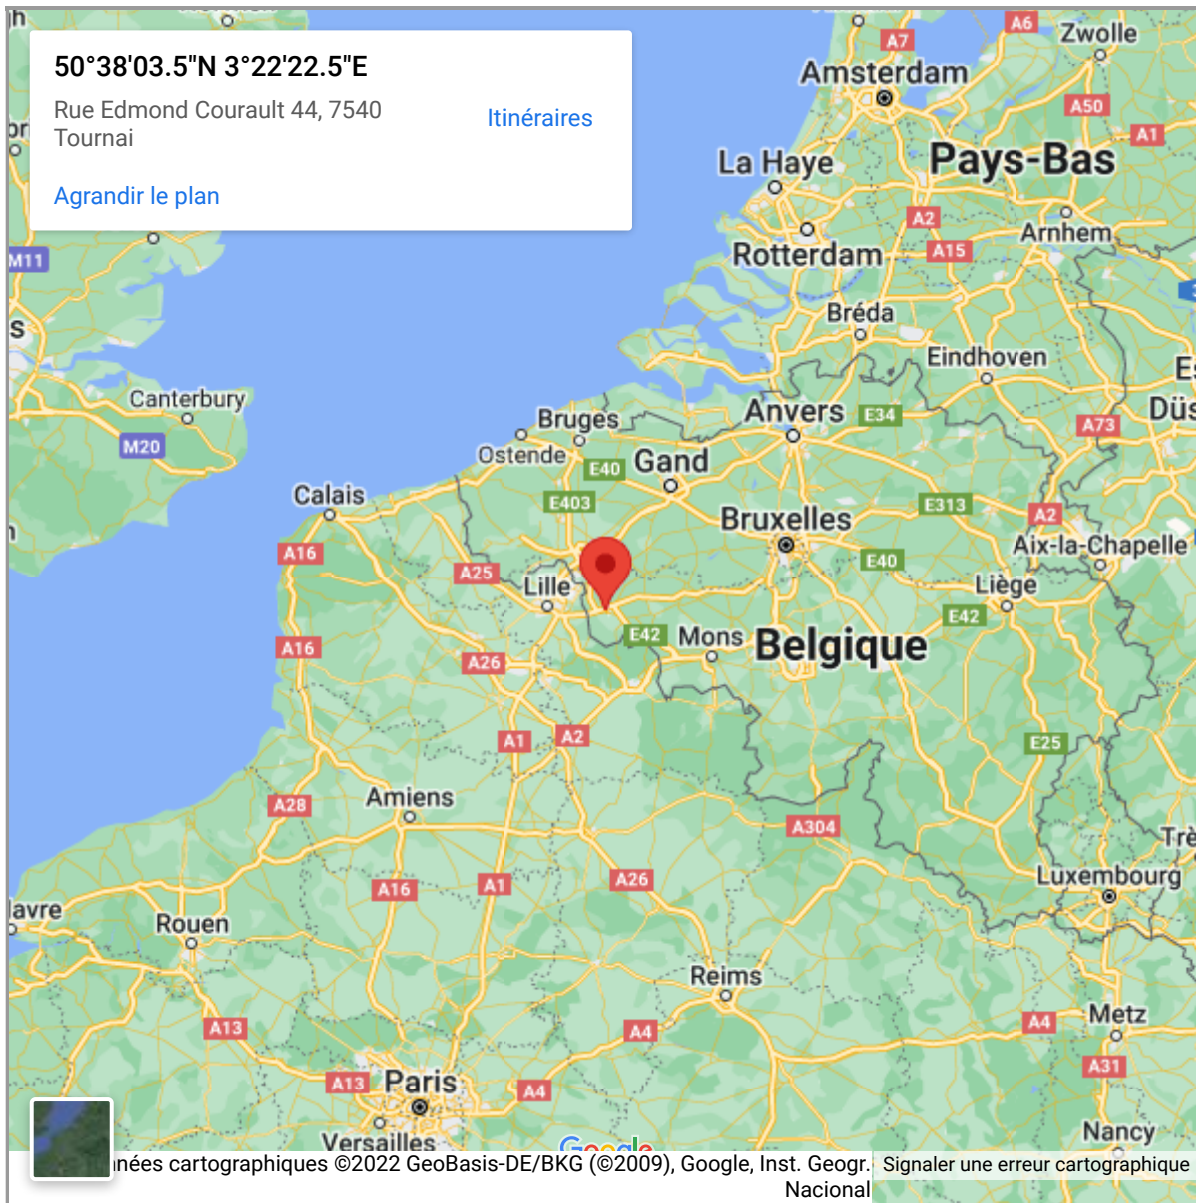 50°38'03.5"N 3°22'22.5"E
Rue Edmond Courault 44, 7540
Tournai
Itinéraires
Agrandir le plan
A7
A6
Zwolle
Amsterdam
A50
A1
La Haye
Pays-Bas
A2
Arnhem
Rotterdam
A15
M11
Bréda
Eindhoven
Canterbury
Bruges
Anvers
E34
A73
M20
Ostende
E40
Gand
Calais
E403
Bruxelles
E313
A2
A16
A25
E40
Aix-la-Chapelle
Lille
Liège
E42
E42
Mons
Belgique
A16
A26
A1
A2
E25
Amiens
A28
A304
Luxembourg
A16
A1
A26
Rouen
Reims
A13
A4
A4
Metz
A13
Paris
A4
A31
Versailles
Nancy
Google
nnées cartographiques ©2022 GeoBasis-DE/BKG (©2009), Google, Inst. Geogr.
Nacional
Signaler une erreur cartographique